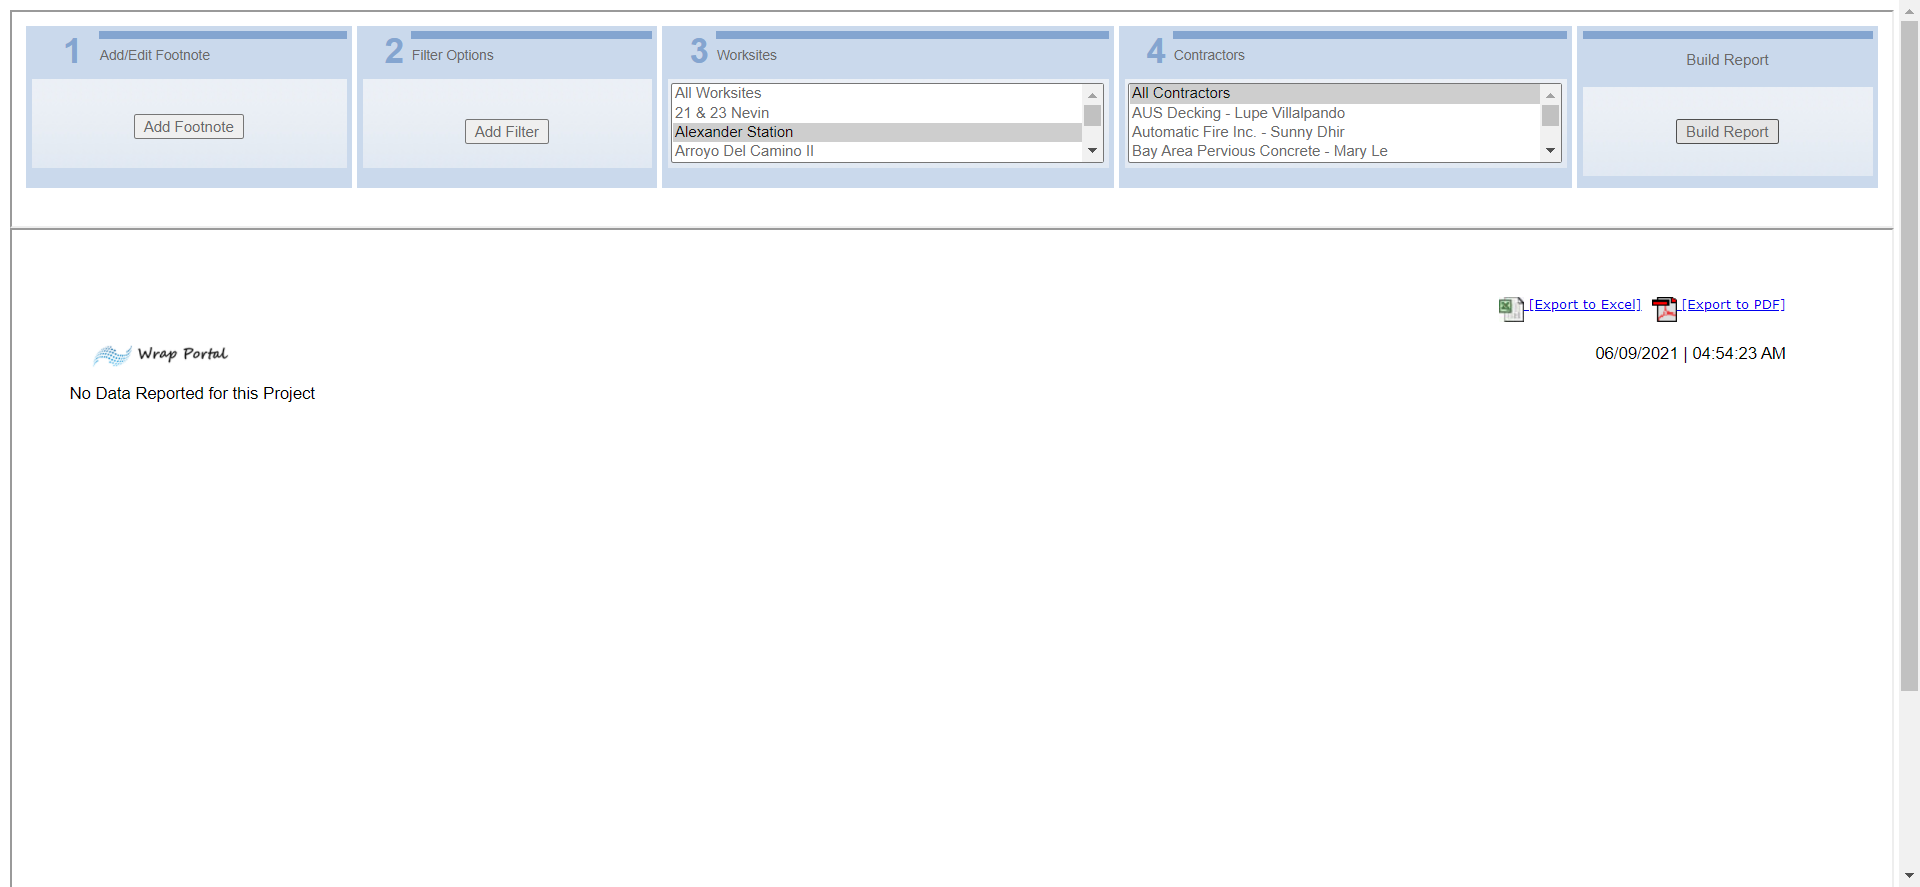 1 Add/Edit Footnote
Add Footnote
2 Filter Options
Add Filter
3 Worksites
All Worksites
21 & 23 Nevin
Alexander Station
Arroyo Del Camino II
4 Contractors
All Contractors
AUS Decking - Lupe Villalpando
Automatic Fire Inc. - Sunny Dhir
Bay Area Pervious Concrete - Mary Le
Build Report
Build Report
[Export to Excel] [Export to PDF]
Wrap Portal
06/09/2021 | 04:54:23 AM
No Data Reported for this Project